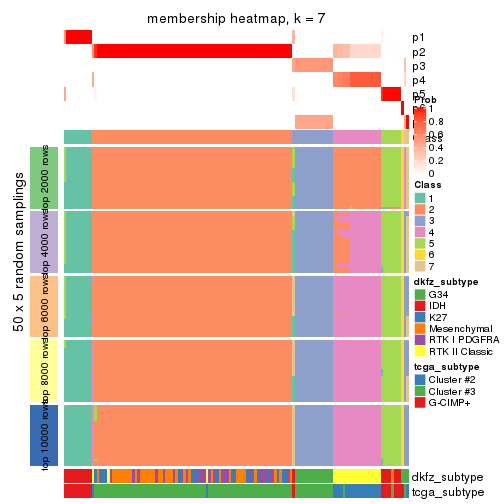 membership heatmap, k = 7
p1
p2
p3
p4
p5
Prob
1
0.8
0.6
0.4
0.2
0
Class
1
2
3
4
5
6
7
dkfz_subtype
G34
IDH
K27
Mesenchymal
RTK I PDGFRA
RTK II Classic
tcga_subtype
Cluster #2
Cluster #3
G-CIMP+
50 x 5 random samplings
top 2000 rows
top 4000 rows
top 6000 rows
top 8000 rows
top 10000 rows
dkfz_subtype
tcga_subtype